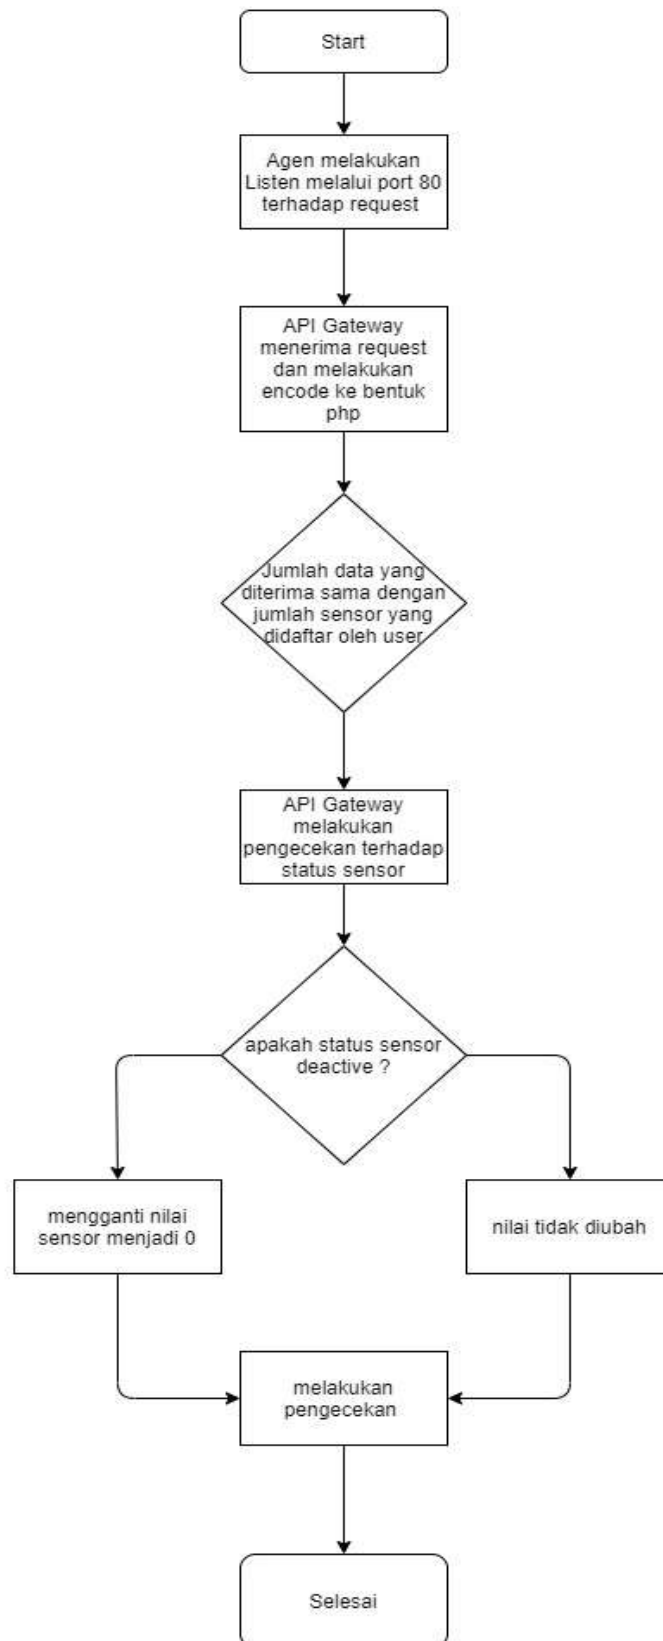 Start
Agen melakukan
Listen melalui port 80
terhadap request
API Gateway
menerima request
dan melakukan
encode ke bentuk
php
Jumlah data yang
diterima sama dengan
jumlah sensor yang
didaftar oleh user
API Gateway
melakukan
pengecekan terhadap
status sensor
apakah status sensor
deactive ?
mengganti nilai
sensor menjadi 0
nilai tidak diubah
melakukan
pengecekan
Selesai